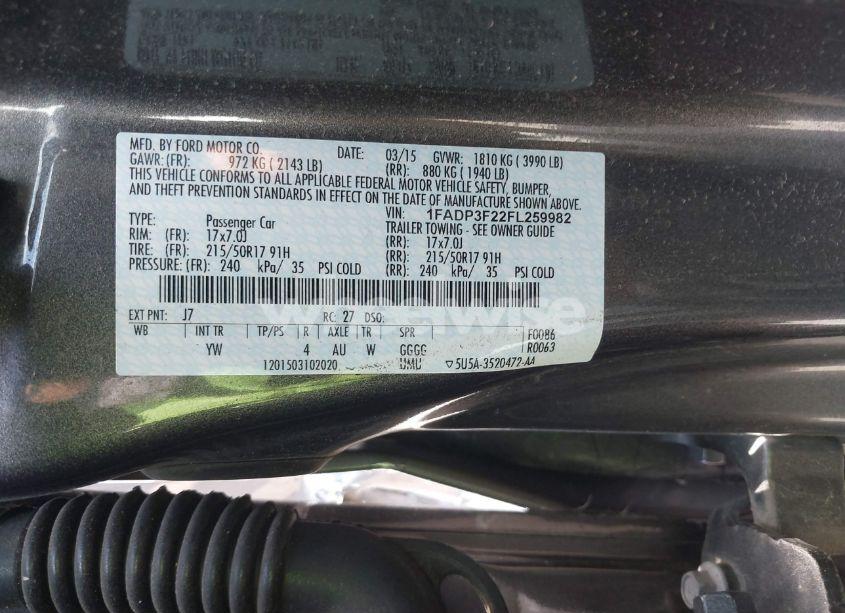 MFD. BY FORD MOTOR CO. DATE: 03/15 GVWR: 1810 KG ( 3990 LB)
GAWR: (FR): 972 KG ( 2143 LB) (RR): 880 KG ( 1940 LB)
THIS VEHICLE CONFORMS TO ALL APPLICABLE FEDERAL MOTOR VEHICLE SAFETY, BUMPER,
AND THEFT PREVENTION STANDARDS IN EFFECT ON THE DATE OF MANUFACTURE SHOWN ABOVE.
VIN: 1FADP3F22FL259982
TYPE: Passenger Car TRAILER TOWING - SEE OWNER GUIDE
RIM: (FR): 17x7.0J (RR): 17x7.0J
TIRE: (FR): 215/50R17 91H (RR): 215/50R17 91H
PRESSURE: (FR): 240 kPa/ 35 PSI COLD (RR): 240 kPa/ 35 PSI COLD
wheelwise
EXT PNT: J7 RC: 27 DSO:
WB INT TR TP/PS R AXLE TR SPR F0086
YW 4 AU W GGGG R0063
1201503102020 UMU ▽5U5A-3520472-AA